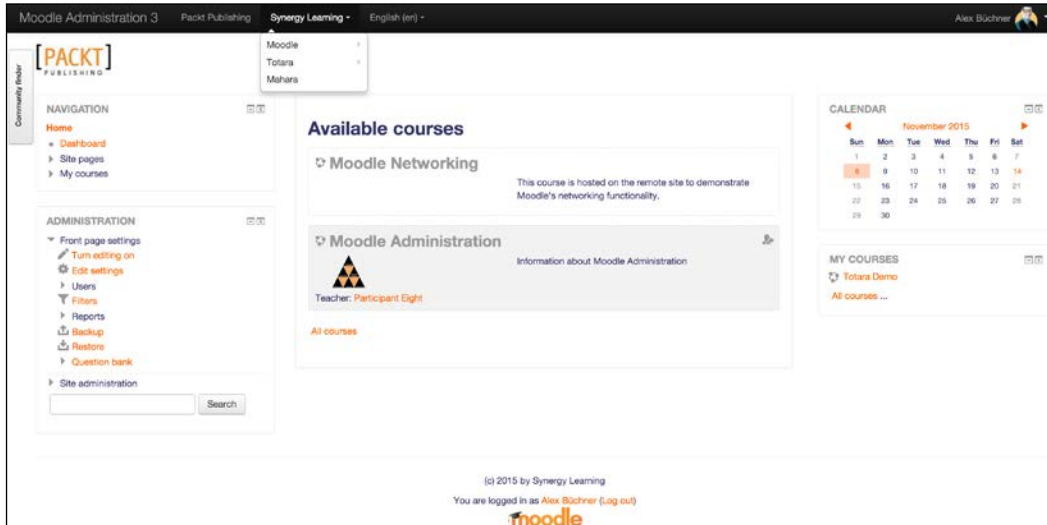 Moodle Administration 3 Packt Publishing Synergy Learning English (en) Alex Büchner
Moodle
Totara
Mahara
[PACKT]
PUBLISHING
Community finder
NAVIGATION
Home
Dashboard
Site pages
My courses
ADMINISTRATION
Front page settings
Turn editing on
Edit settings
Users
Filters
Reports
Backup
Restore
Question bank
Site administration
Search
Available courses
Moodle Networking
This course is hosted on the remote site to demonstrate
Moodle's networking functionality.
Moodle Administration
Information about Moodle Administration
Teacher: Participant Eight
All courses
CALENDAR
November 2015
Sun Mon Tue Wed Thu Fri Sat
1 2 3 4 5 6 7
8 9 10 11 12 13 14
15 16 17 18 19 20 21
22 23 24 25 26 27 28
29 30
MY COURSES
Totara Demo
All courses ...
(c) 2015 by Synergy Learning
You are logged in as Alex Büchner (Log out)
moodle